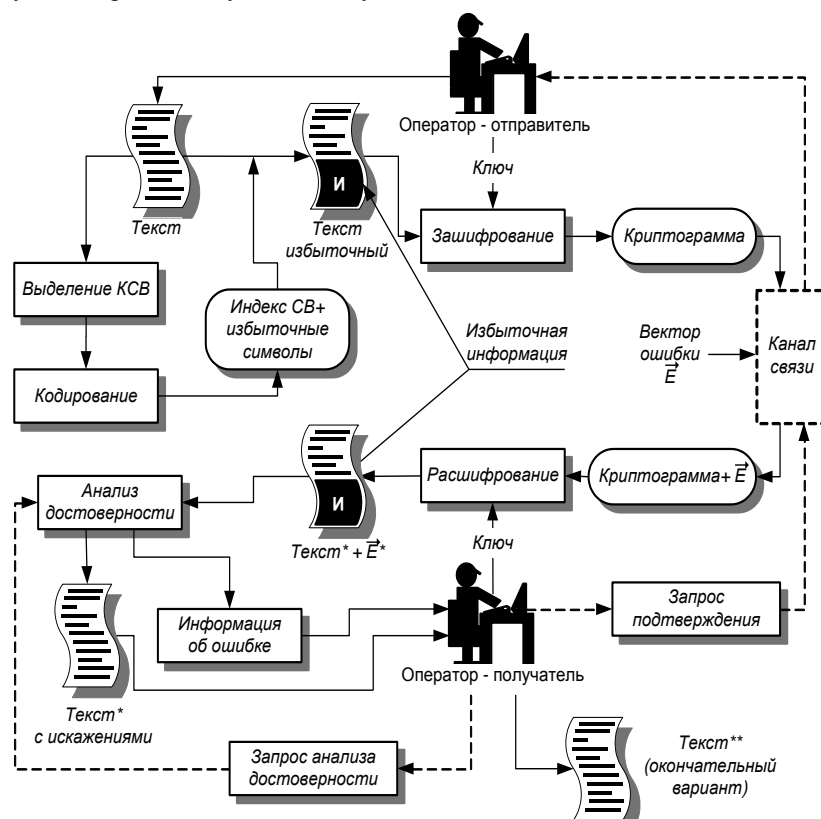 Оператор - отправитель
Ключ
И
Текст
Текст
избыточный
Зашифрование
Криптограмма
Выделение КСВ
Индекс СВ+
избыточные
символы
Избыточная
информация
Вектор
ошибки
E
Канал
связи
Кодирование
Анализ
достоверности
И
Расшифрование
Криптограмма+ E
Текст* + E*
Ключ
Информация
об ошибке
Запрос
подтверждения
Оператор - получатель
Текст*
с искажениями
Запрос анализа
достоверности
Текст**
(окончательный
вариант)